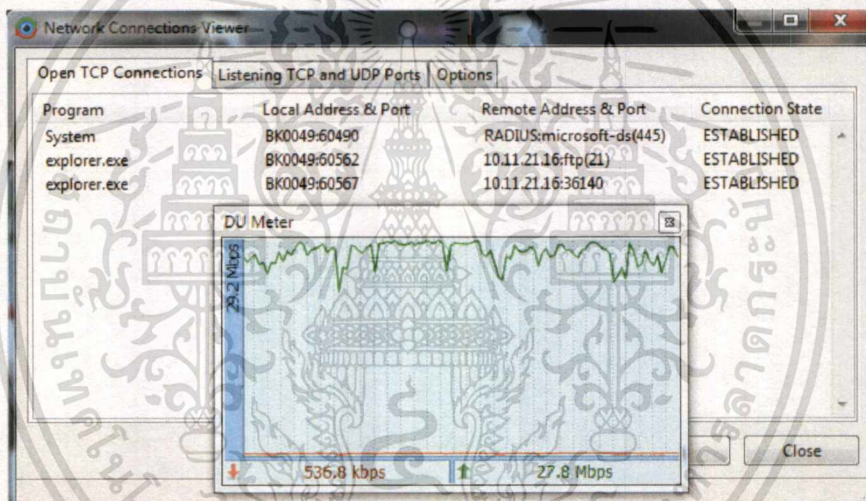 Network Connections Viewer
Open TCP Connections
Listening TCP and UDP Ports
Options
Program Local Address & Port Remote Address & Port Connection State
System BK0049:60490 RADIUS:microsoft-ds(445) ESTABLISHED
explorer.exe BK0049:60562 10.11.21.16:ftp(21) ESTABLISHED
explorer.exe BK0049:60567 10.11.21.16:36140 ESTABLISHED
DU Meter
29.2 Mbps
536.8 kbps 27.8 Mbps
Close